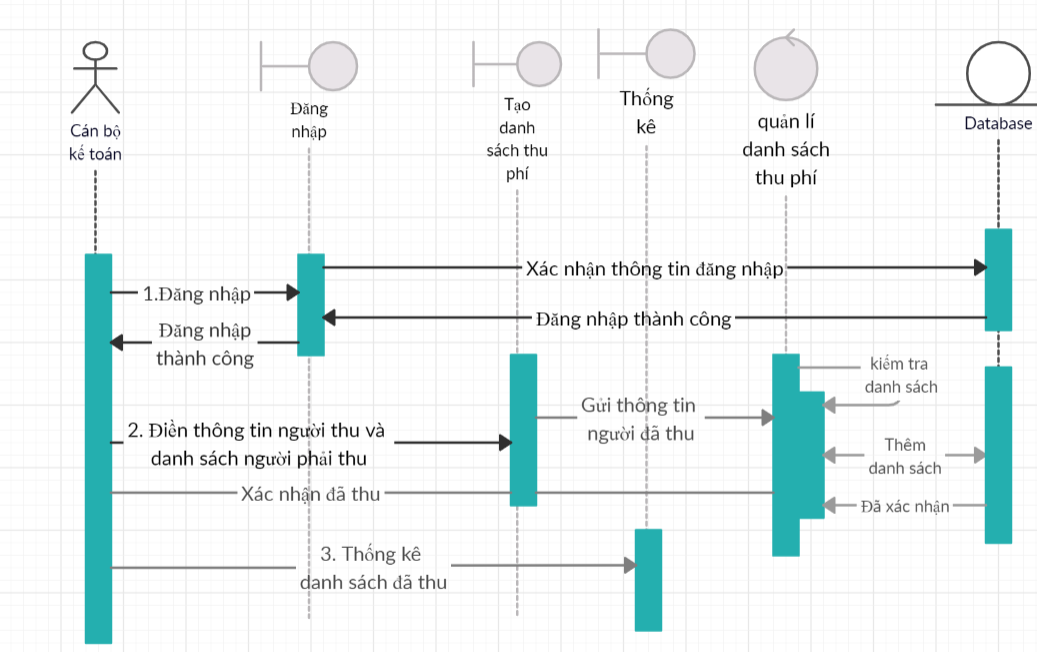 Cán bộ
kế toán
Đăng
nhập
Tạo
danh
sách thu
phí
Thống
kê
quản lí
danh sách
thu phí
Database
Xác nhận thông tin đăng nhập
1.Đăng nhập
Đăng nhập thành công
Đăng nhập
thành công
kiểm tra
danh sách
Gửi thông tin
người đã thu
2. Điền thông tin người thu và
danh sách người phải thu
Thêm
danh sách
Xác nhận đã thu
Đã xác nhận
3. Thống kê
danh sách đã thu